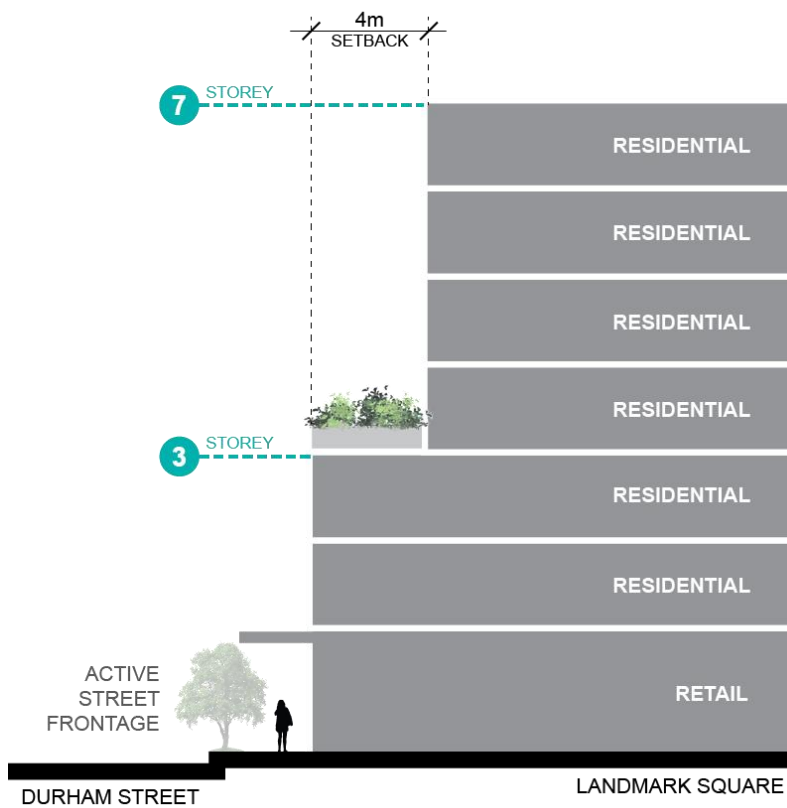 4m
SETBACK
7 STOREY
RESIDENTIAL
RESIDENTIAL
RESIDENTIAL
RESIDENTIAL
3 STOREY
RESIDENTIAL
RESIDENTIAL
ACTIVE
STREET
FRONTAGE
RETAIL
DURHAM STREET
LANDMARK SQUARE